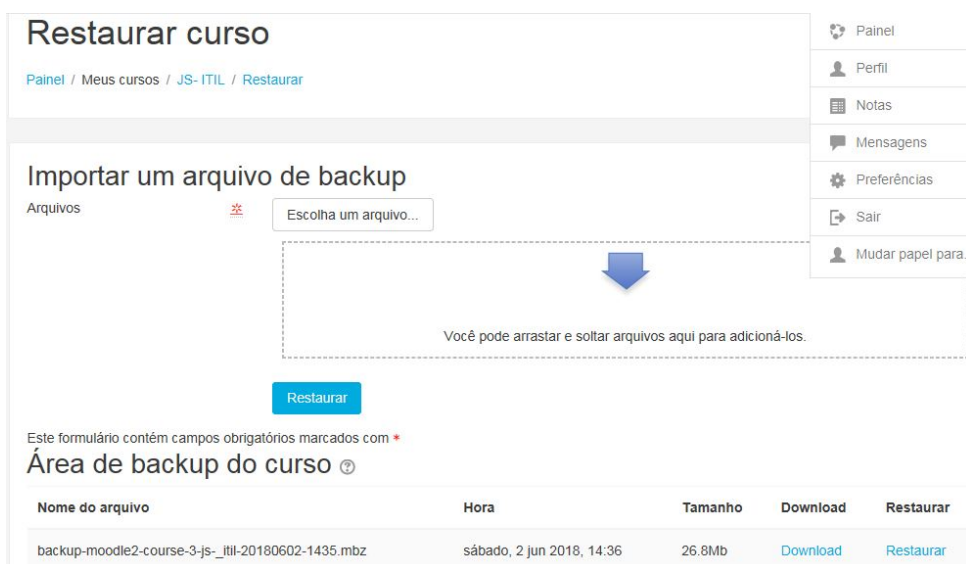 Restaurar curso
Painel / Meus cursos / JS- ITIL / Restaurar
Painel
Perfil
Notas
Mensagens
Preferências
Sair
Mudar papel para.
Importar um arquivo de backup
Arquivos
Escolha um arquivo...
Você pode arrastar e soltar arquivos aqui para adicioná-los.
Restaurar
Este formulário contém campos obrigatórios marcados com *
Área de backup do curso
Nome do arquivo Hora Tamanho Download Restaurar
backup-moodle2-course-3-js-_itil-20180602-1435.mbz sábado, 2 jun 2018, 14:36 26.8Mb Download Restaurar